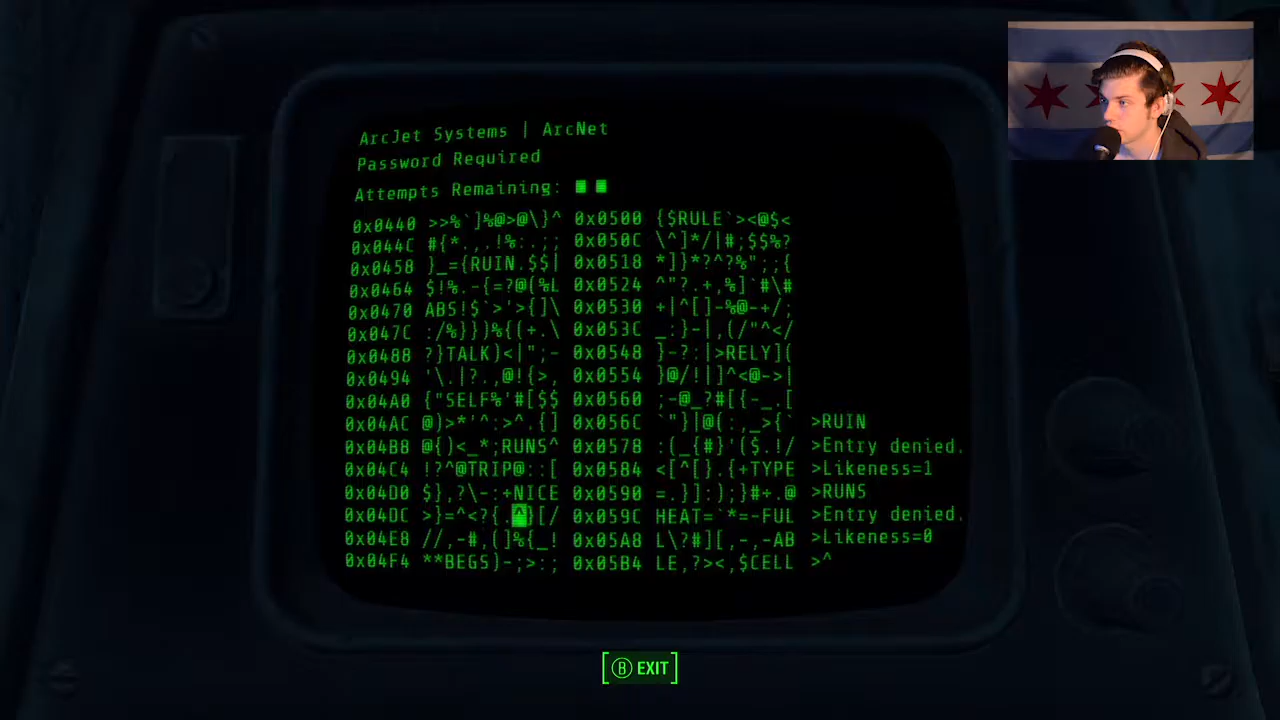 ArcJet Systems | ArcNet
Password Required
Attempts Remaining:
0x0440 >>%`]%@>@\}^ 0x0500 {$RULE`><@$<
0x044C #{*.,.!%:.;; 0x050C \^]*/|#;$$%?
0x0458 }_={RUIN.$$| 0x0518 *]}*?^?%";;{
0x0464 $!%.-{=?@[%L 0x0524 ^"?.+,%]`#\#
0x0470 ABS!$`>'>{]\ 0x0530 +|^[]-%@-+/;
0x047C :/%}})%{(+.\ 0x053C _:}-|,(/"^</
0x0488 ?}TALK)<|";- 0x0548 }-?:|>RELY](
0x0494 '\.|?.,@!{>, 0x0554 }@/!|]^<@->|
0x04A0 {"SELF%'#[$$ 0x0560 ;-@_?#[{-_.[
0x04AC @)>*'^:>^.{] 0x056C `"}|@(:,_>{` >RUIN
0x04B8 @{)<_*;RUNS^ 0x0578 :(_{#}'($.!/ >Entry denied.
0x04C4 !?^@TRIP@::[ 0x0584 <[^[}.{+TYPE >Likeness=1
0x04D0 $},?\-:+NICE 0x0590 =.}]:);}#+.@ >RUNS
0x04DC >}=^<?{.^}[/ 0x059C HEAT=`*=-FUL >Entry denied.
0x04E8 //,-#,(]%{_! 0x05A8 L\?#][,-,-AB >Likeness=0
0x04F4 **BEGS)-;>:; 0x05B4 LE,?><,$CELL >^
B EXIT